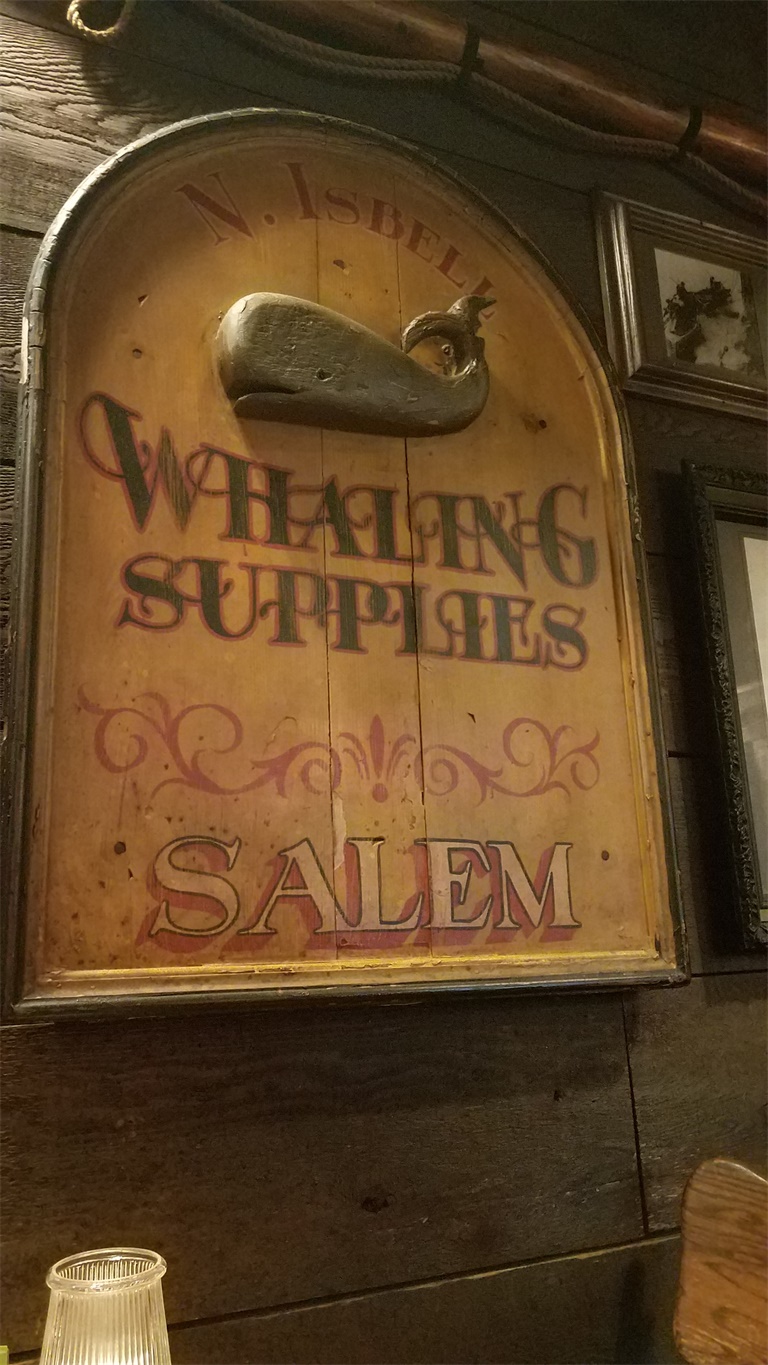 N. ISBELL
WHALING
SUPPLIES
SALEM